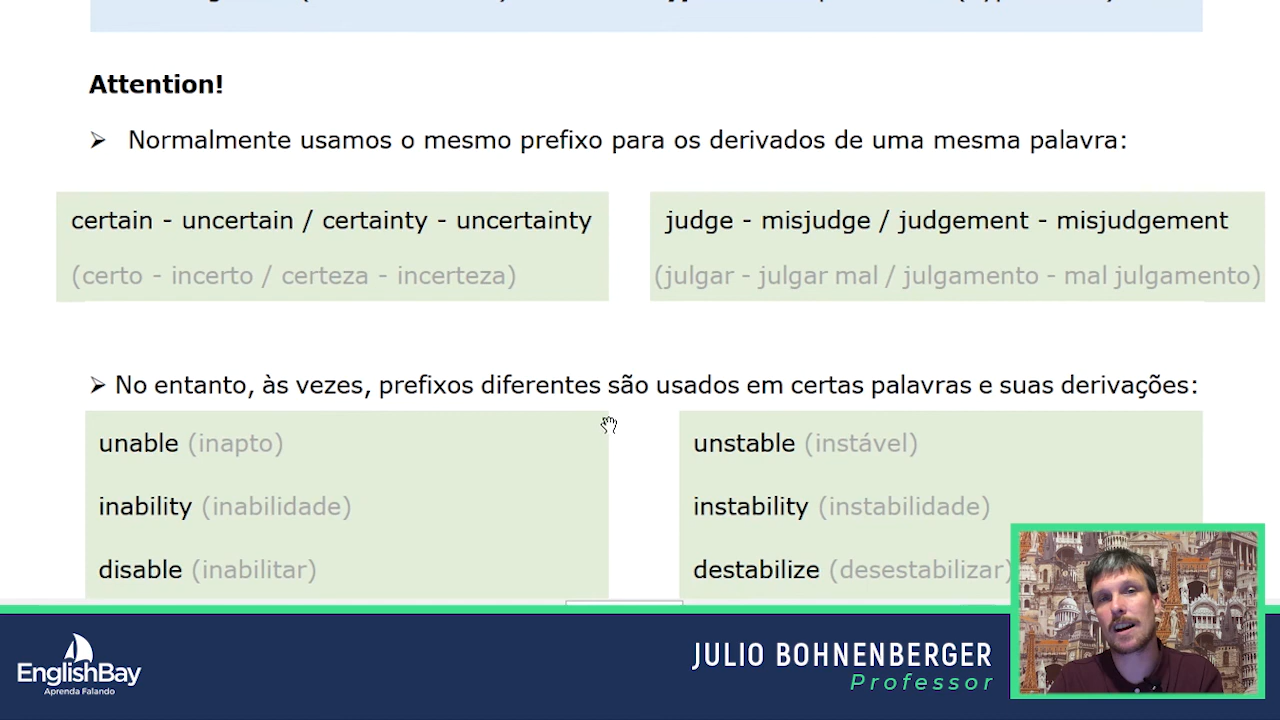 Attention!
➢ Normalmente usamos o mesmo prefixo para os derivados de uma mesma palavra:
certain - uncertain / certainty - uncertainty
(certo - incerto / certeza - incerteza)
judge - misjudge / judgement - misjudgement
(julgar - julgar mal / julgamento - mal julgamento)
➢ No entanto, às vezes, prefixos diferentes são usados em certas palavras e suas derivações:
unable (inapto)
inability (inabilidade)
disable (inabilitar)
unstable (instável)
instability (instabilidade)
destabilize (desestabilizar)
EnglishBay
Aprenda Falando
JULIO BOHNENBERGER
Professor